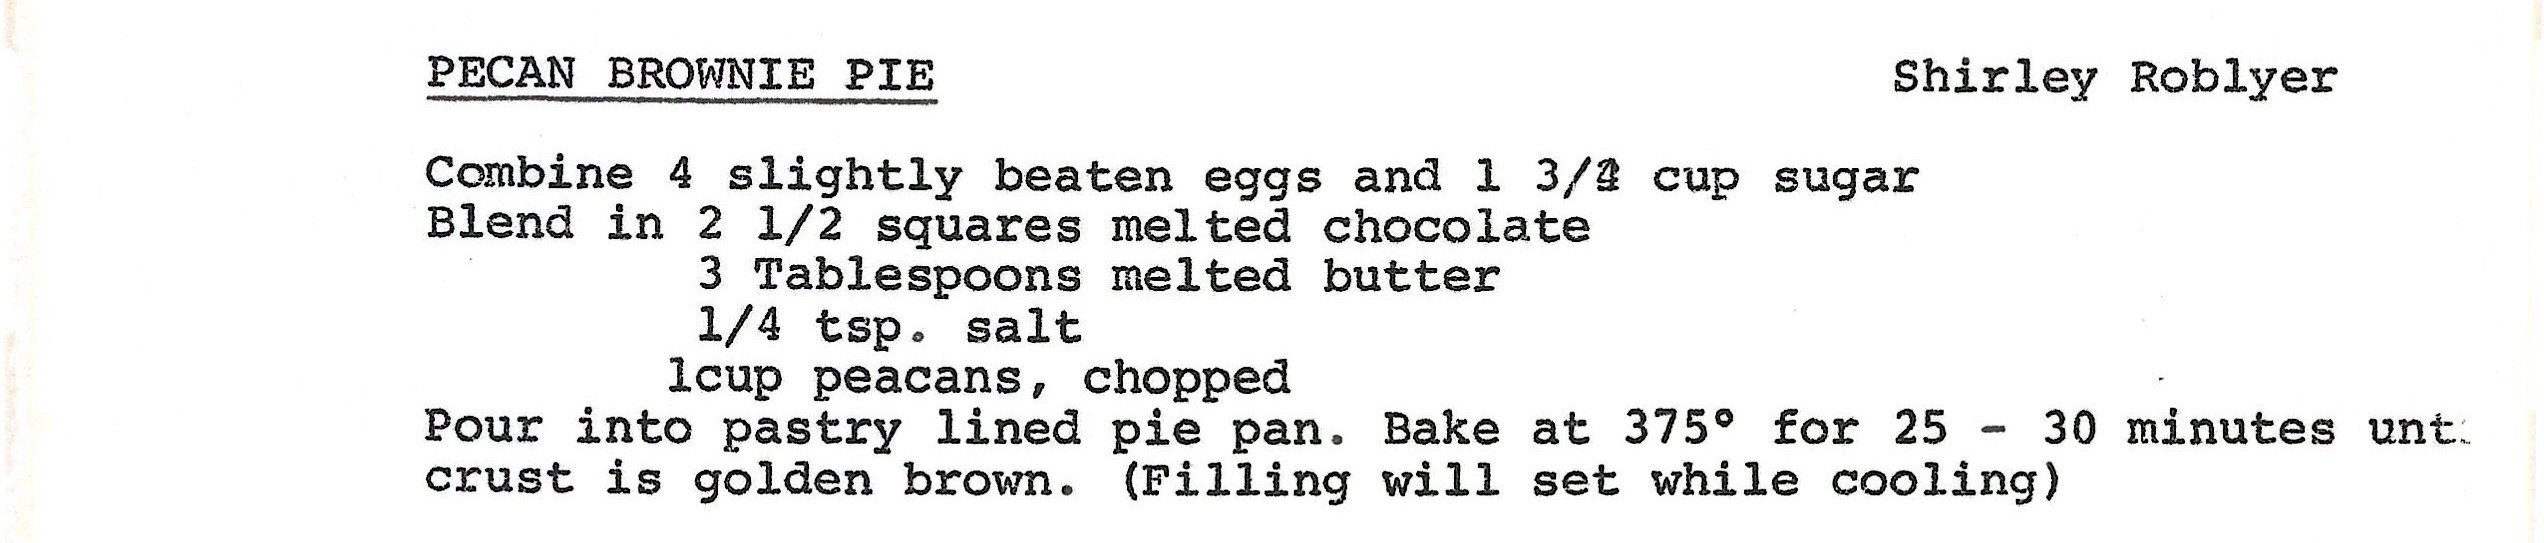 PECAN BROWNIE PIE Shirley Roblyer
Combine 4 slightly beaten eggs and 1 3/4 cup sugar
Blend in 2 1/2 squares melted chocolate
3 Tablespoons melted butter
1/4 tsp. salt
1cup peacans, chopped
Pour into pastry lined pie pan. Bake at 375° for 25 - 30 minutes unt
crust is golden brown. (Filling will set while cooling)